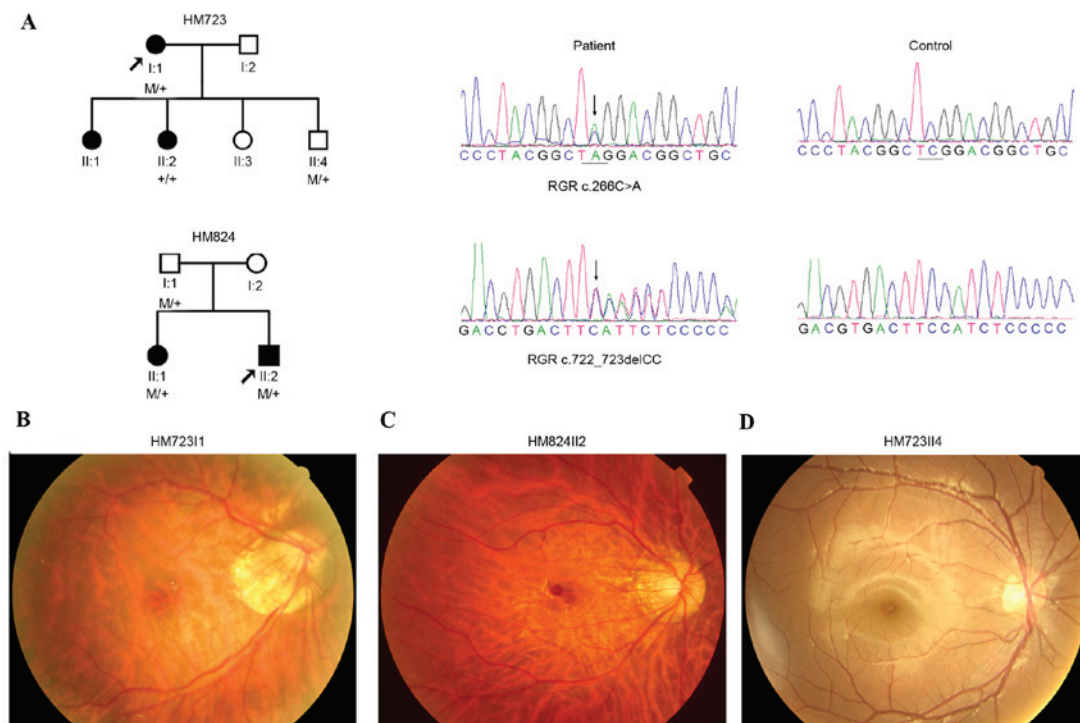 A
HM723
I:1
I:2
M/+
II:1
II:2
II:3
II:4
+/+
M/+
Patient
Control
CCCTACGGCTAGGACGGCTGC
CCCTACGGCTCGGACGGCTGC
RGR c.266C>A
HM824
I:1
I:2
M/+
II:1
II:2
M/+
M/+
GACCTGACTTCATTCTCCCCC
GACGTGACTTCCATCTCCCCC
RGR c.722_723delCC
B
HM723I1
C
HM824II2
D
HM723II4